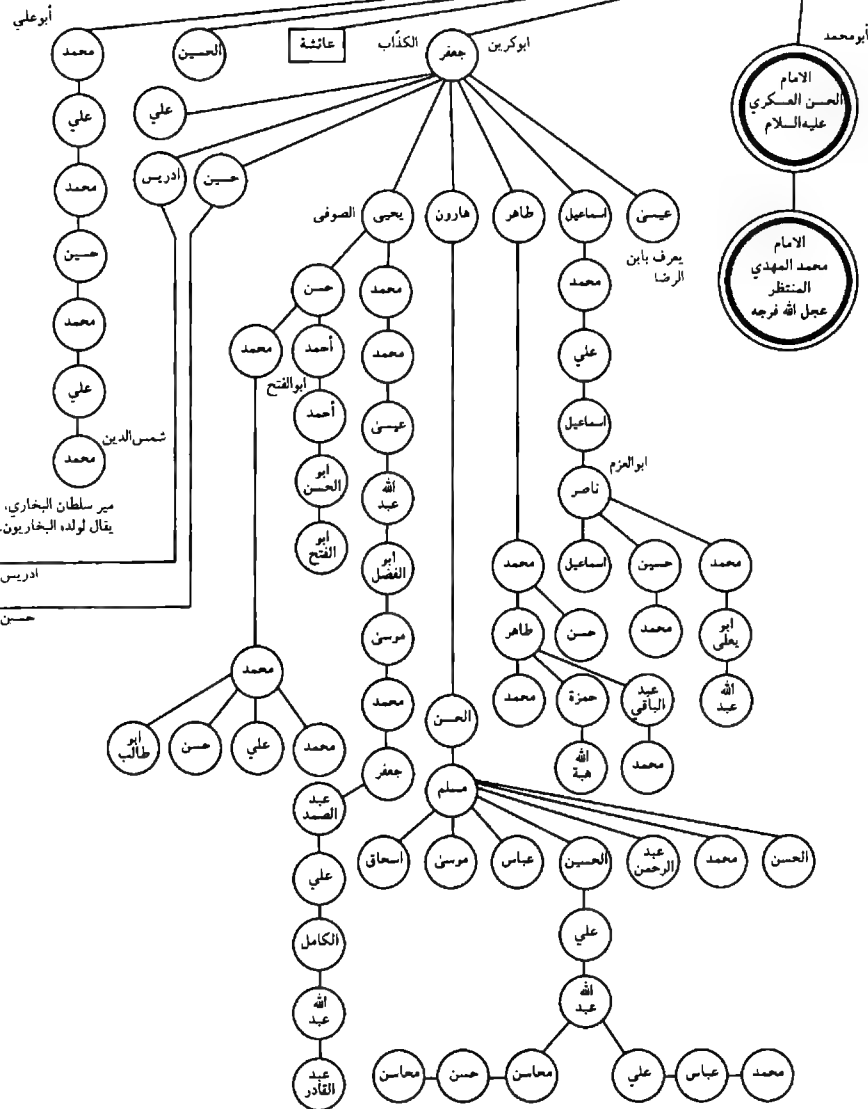 أبو محمد
الامام
الحسن العسكري
عليه السلام
الامام
محمد المهدي
المنتظر
عجل الله فرجه
ابوكرين
جعفر
الكذّاب
عائشة
الحسين
أبو علي
محمد
علي
محمد
حسين
محمد
علي
شمس‌الدين
محمد
مير سلطان البخاري،
يقال لولده البخاريون.
علي
ادريس
حسين
ادريس
حسن
عيسى
يعرف بابن
الرضا
اسماعيل
محمد
علي
اسماعيل
ابوالعزم
ناصر
محمد
حسين
اسماعيل
ابو
يعلى
محمد
الله
عبد
طاهر
محمد
حسن
طاهر
عبد
الباقي
حمزة
محمد
محمد
الله
هبة
هارون
الحسن
مسلم
الحسن
محمد
عبد
الرحمن
الحسين
عباس
موسى
اسحاق
علي
الله
عبد
محمد
عباس
علي
محاسن
حسن
محاسن
يحيى
الصوفى
محمد
محمد
عيسى
الله
عبد
ابو
الفضل
موسى
محمد
جعفر
عبد
الصمد
علي
الكامل
الله
عبد
عبد
القادر
حسن
أحمد
أحمد
ابو
الحسن
ابو
الفتح
محمد
ابوالفتح
محمد
محمد
علي
حسن
ابو
طالب